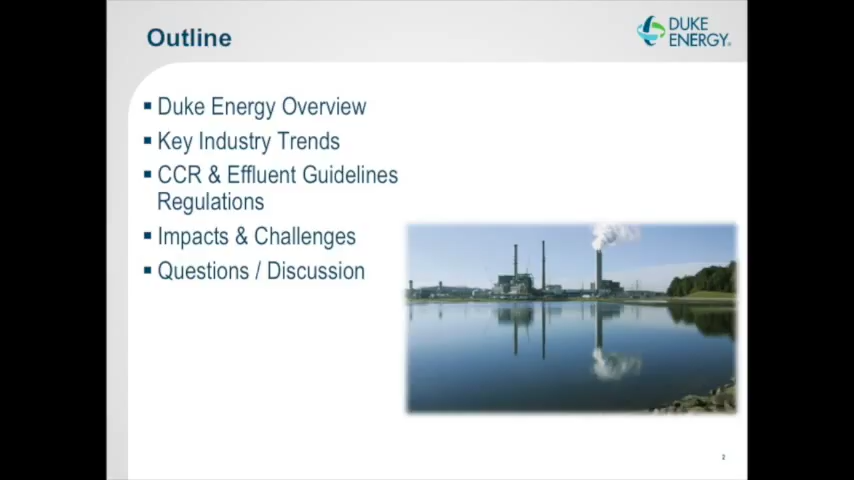 Outline
DUKE
ENERGY®
▪ Duke Energy Overview
▪ Key Industry Trends
▪ CCR & Effluent Guidelines
Regulations
▪ Impacts & Challenges
▪ Questions / Discussion
2